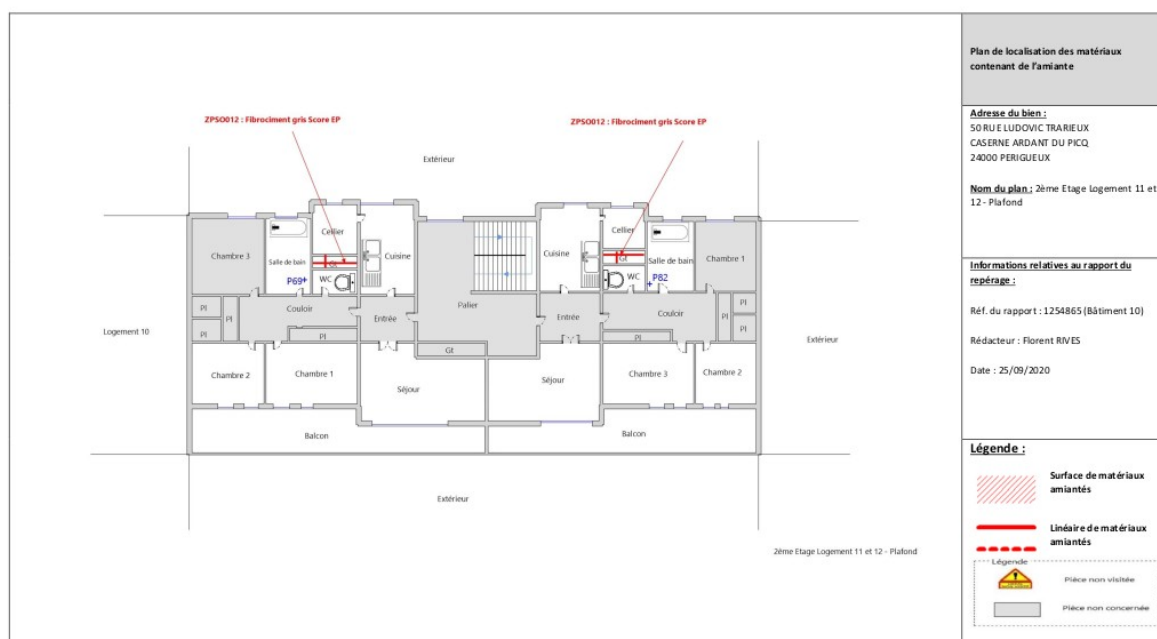 ZPSO012 : Fibrociment gris Score EP
ZPSO012 : Fibrociment gris Score EP
Extérieur
Chambre 3
Salle de bain
P69
Cellier
Gt
WC
Cuisine
Palier
Cuisine
Cellier
Gt
WC
Salle de bain
P82
Chambre 1
Logement 10
Pl
Pl
Pl
Couloir
Pl
Entrée
Gt
Entrée
Couloir
Pl
Pl
Pl
Pl
Extérieur
Chambre 2
Chambre 1
Séjour
Séjour
Chambre 3
Chambre 2
Balcon
Balcon
Extérieur
2ème Etage Logement 11 et 12 - Plafond
Plan de localisation des matériaux
contenant de l'amiante
Adresse du bien :
50 RUE LUDOVIC TRARIEUX
CASERNE ARDANT DU PICQ
24000 PERIGUEUX
Nom du plan : 2ème Etage Logement 11 et
12 - Plafond
Informations relatives au rapport du
repérage :
Réf. du rapport : 1254865 (Bâtiment 10)
Rédacteur : Florent RIVES
Date : 25/09/2020
Légende :
Surface de matériaux
amiantés
Linéaire de matériaux
amiantés
Légende
Pièce non visitée
Pièce non concernée